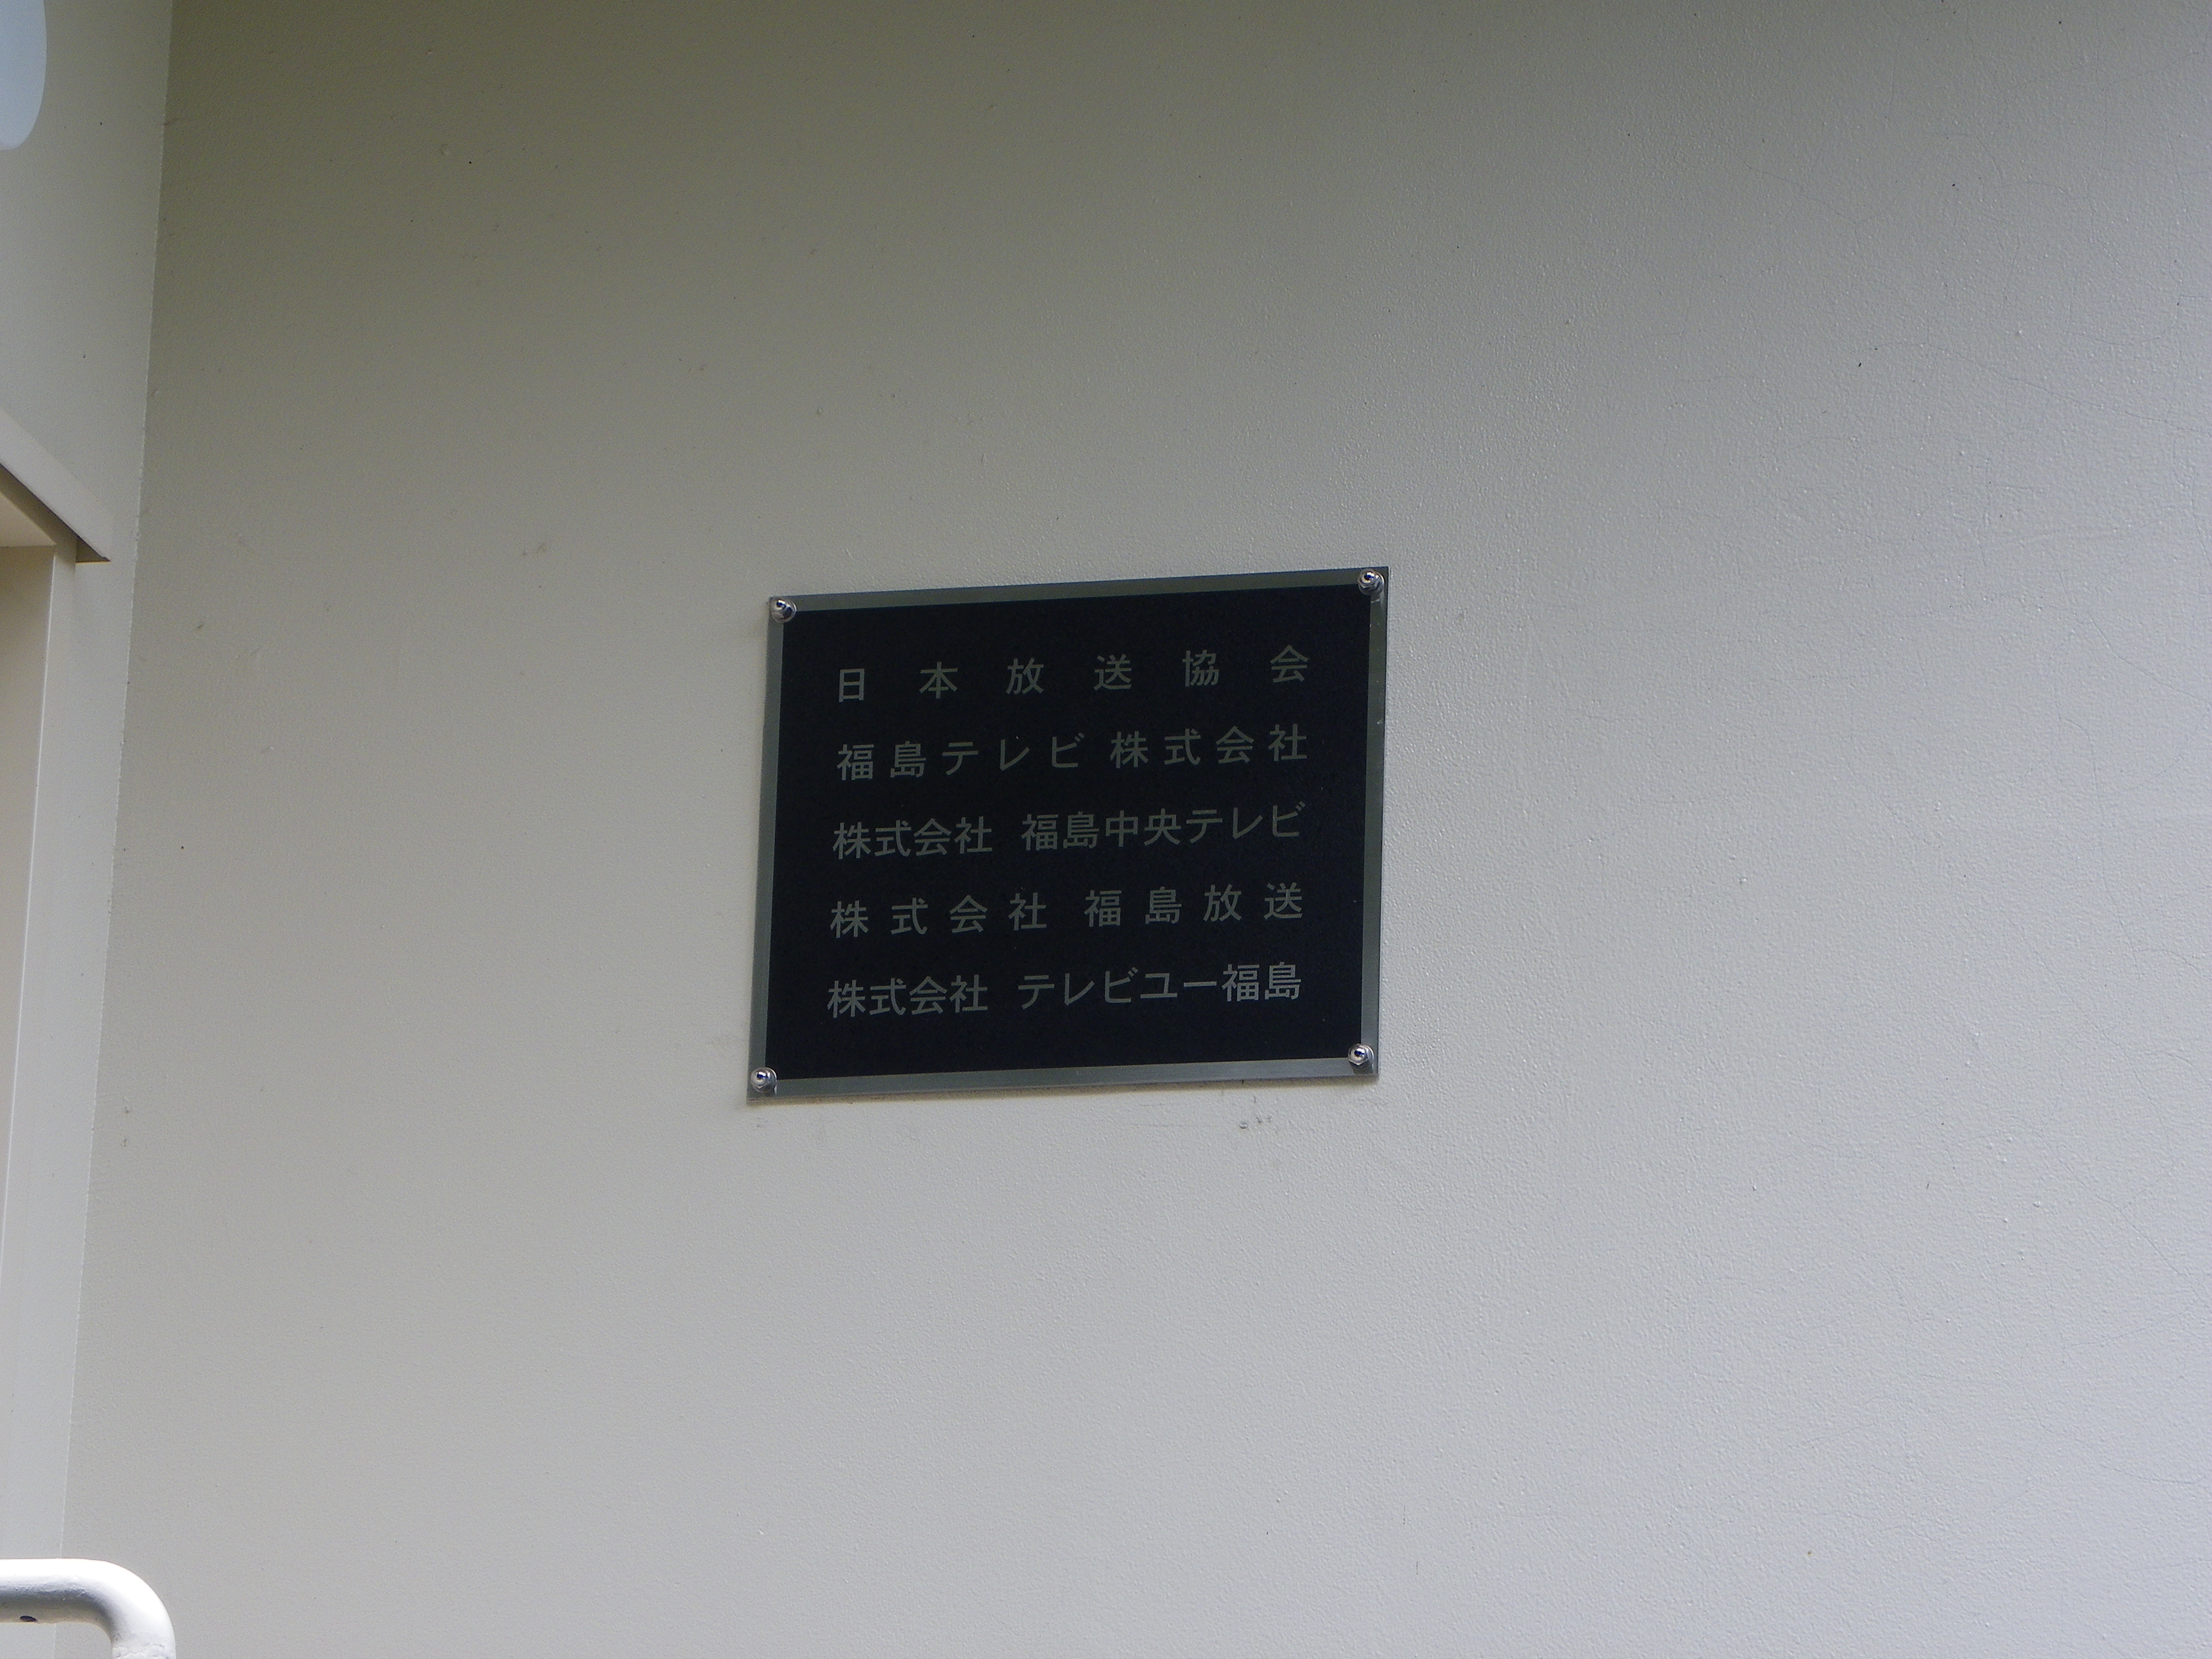 日本放送協会
福島テレビ株式会社
株式会社 福島中央テレビ
株式会社 福島放送
株式会社 テレビユー福島